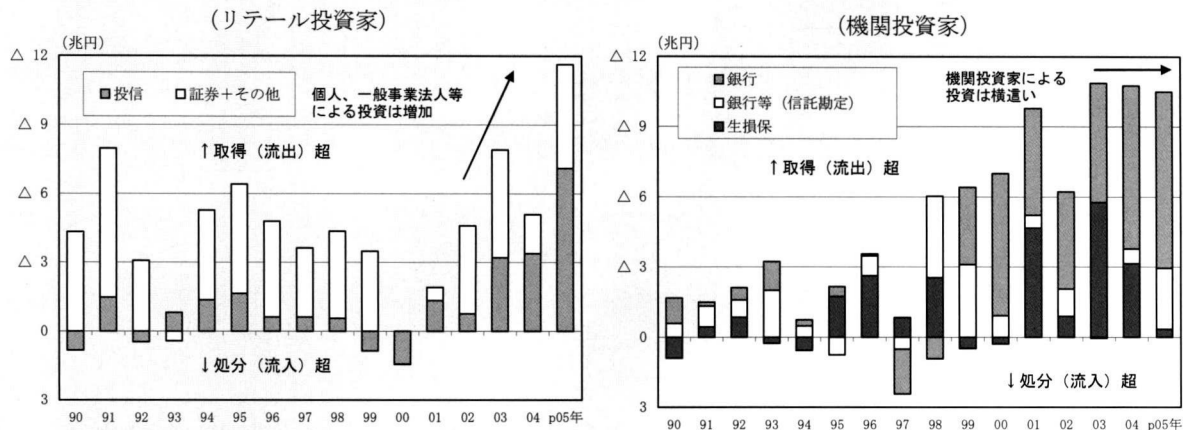 （リテール投資家）
（兆円）
△ 12
△ 9
△ 6
△ 3
0
3
投信 証券＋その他
個人、一般事業法人等
による投資は増加
↑取得（流出）超
↓処分（流入）超
90 91 92 93 94 95 96 97 98 99 00 01 02 03 04 p05年
（機関投資家）
（兆円）
△ 12
△ 9
△ 6
△ 3
0
3
銀行
銀行等（信託勘定）
生損保
機関投資家による
投資は横這い
↑取得（流出）超
↓処分（流入）超
90 91 92 93 94 95 96 97 98 99 00 01 02 03 04 p05年